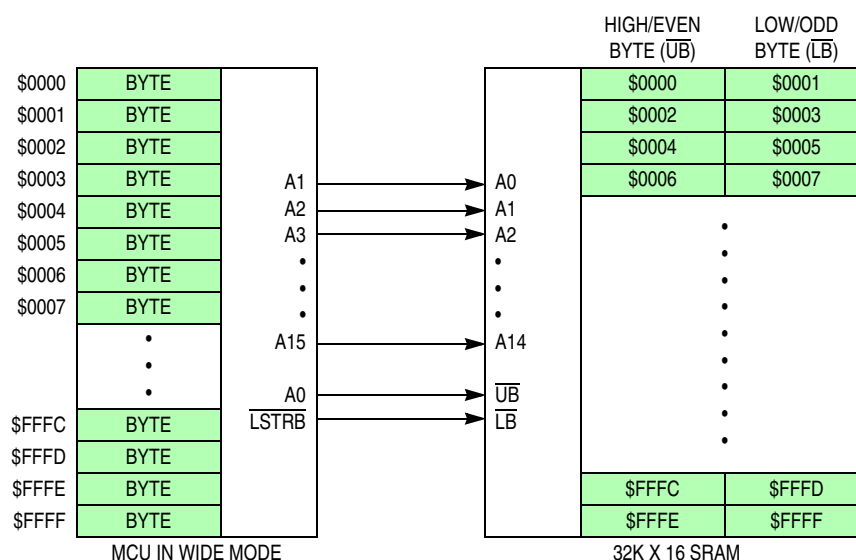 HIGH/EVEN LOW/ODD
BYTE (UB) BYTE (LB)
$0000 BYTE $0000 $0001
$0001 BYTE $0002 $0003
$0002 BYTE $0004 $0005
$0003 BYTE A1 A0 $0006 $0007
$0004 BYTE A2 A1
$0005 BYTE A3 A2
$0006 BYTE
$0007 BYTE
A15 A14
A0 UB
$FFFC BYTE LSTRB LB
$FFFD BYTE
$FFFE BYTE $FFFC $FFFD
$FFFF BYTE $FFFE $FFFF
MCU IN WIDE MODE 32K X 16 SRAM